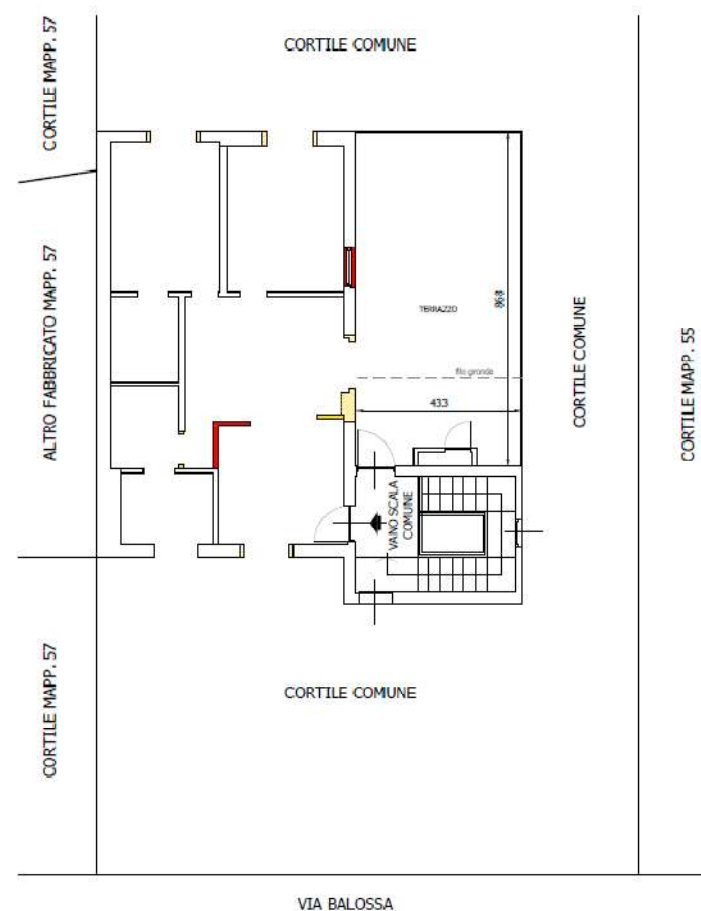 CORTILE MAPP. 57
CORTILE COMUNE
ALTRO FABBRICATO MAPP. 57
TERRAZZO
868
filo gronda
433
CORTILE COMUNE
CORTILE MAPP. 55
VANO SCALA
COMUNE
CORTILE MAPP. 57
CORTILE COMUNE
VIA BALOSSA